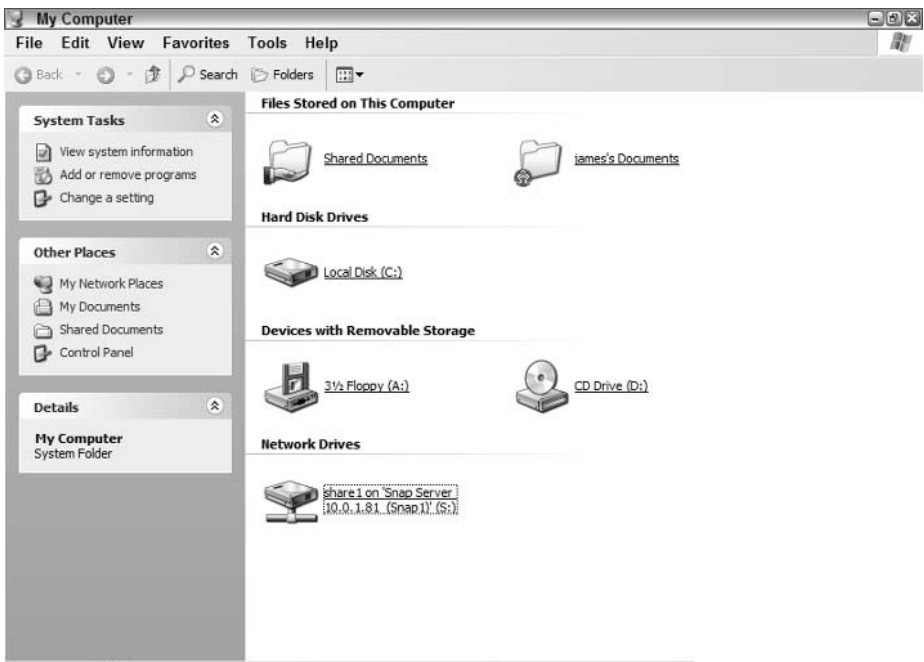 My Computer
File Edit View Favorites Tools Help
Back Search Folders
System Tasks
View system information
Add or remove programs
Change a setting
Other Places
My Network Places
My Documents
Shared Documents
Control Panel
Details
My Computer
System Folder
Files Stored on This Computer
Shared Documents
james's Documents
Hard Disk Drives
Local Disk (C:)
Devices with Removable Storage
3½ Floppy (A:)
CD Drive (D:)
Network Drives
share1 on 'Snap Server
10.0.1.81 (Snap1)' (S:)